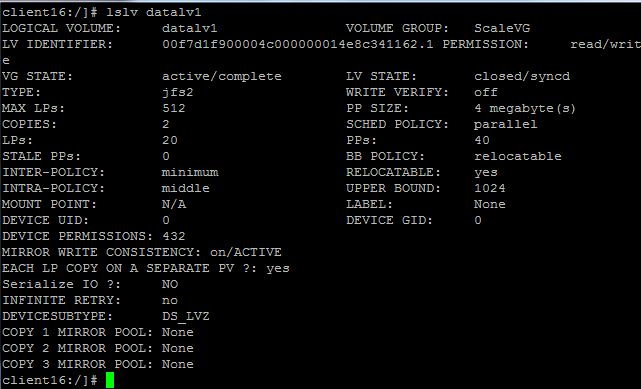 client16:/]# lslv datalv1
LOGICAL VOLUME:     datalv1                VOLUME GROUP:   ScaleVG
LV IDENTIFIER:      00f7d1f900004c000000014e8c341162.1 PERMISSION:     read/writ
e
VG STATE:           active/complete        LV STATE:       closed/syncd
TYPE:               jfs2                   WRITE VERIFY:   off
MAX LPs:            512                    PP SIZE:        4 megabyte(s)
COPIES:             2                      SCHED POLICY:   parallel
LPs:                20                     PPs:            40
STALE PPs:          0                      BB POLICY:      relocatable
INTER-POLICY:       minimum                RELOCATABLE:    yes
INTRA-POLICY:       middle                 UPPER BOUND:    1024
MOUNT POINT:        N/A                    LABEL:          None
DEVICE UID:         0                      DEVICE GID:     0
DEVICE PERMISSIONS: 432
MIRROR WRITE CONSISTENCY: on/ACTIVE
EACH LP COPY ON A SEPARATE PV ?: yes
Serialize IO ?:     NO
INFINITE RETRY:     no
DEVICESUBTYPE:      DS_LVZ
COPY 1 MIRROR POOL: None
COPY 2 MIRROR POOL: None
COPY 3 MIRROR POOL: None
client16:/]#